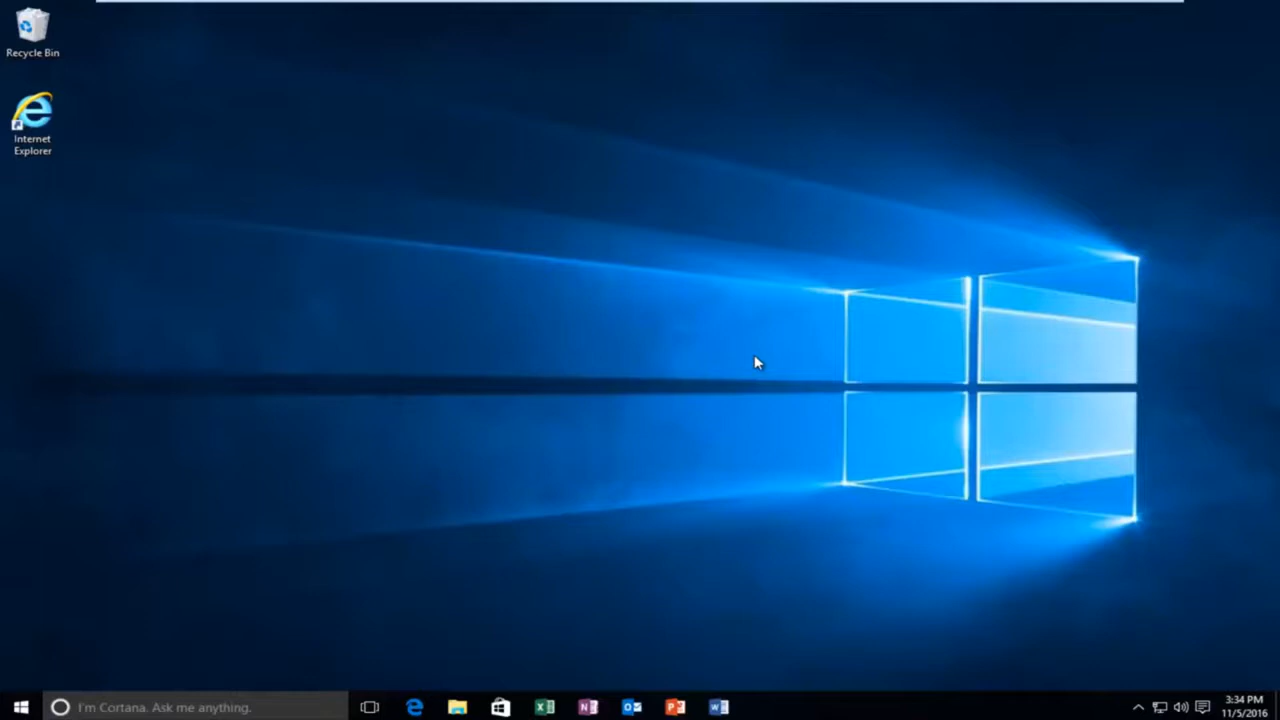 Recycle Bin
Internet
Explorer
I'm Cortana. Ask me anything.
3:34 PM
11/5/2016